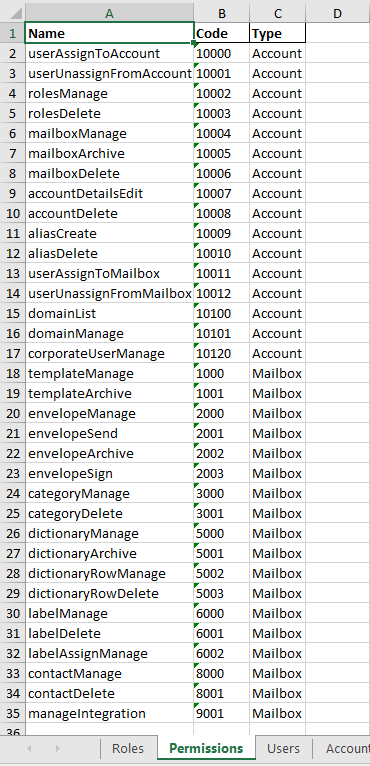 A B C D
1 Name Code Type
2 userAssignToAccount 10000 Account
3 userUnassignFromAccount 10001 Account
4 rolesManage 10002 Account
5 rolesDelete 10003 Account
6 mailboxManage 10004 Account
7 mailboxArchive 10005 Account
8 mailboxDelete 10006 Account
9 accountDetailsEdit 10007 Account
10 accountDelete 10008 Account
11 aliasCreate 10009 Account
12 aliasDelete 10010 Account
13 userAssignToMailbox 10011 Account
14 userUnassignFromMailbox 10012 Account
15 domainList 10100 Account
16 domainManage 10101 Account
17 corporateUserManage 10120 Account
18 templateManage 1000 Mailbox
19 templateArchive 1001 Mailbox
20 envelopeManage 2000 Mailbox
21 envelopeSend 2001 Mailbox
22 envelopeArchive 2002 Mailbox
23 envelopeSign 2003 Mailbox
24 categoryManage 3000 Mailbox
25 categoryDelete 3001 Mailbox
26 dictionaryManage 5000 Mailbox
27 dictionaryArchive 5001 Mailbox
28 dictionaryRowManage 5002 Mailbox
29 dictionaryRowDelete 5003 Mailbox
30 labelManage 6000 Mailbox
31 labelDelete 6001 Mailbox
32 labelAssignManage 6002 Mailbox
33 contactManage 8000 Mailbox
34 contactDelete 8001 Mailbox
35 manageIntegration 9001 Mailbox
36
Roles Permissions Users Account